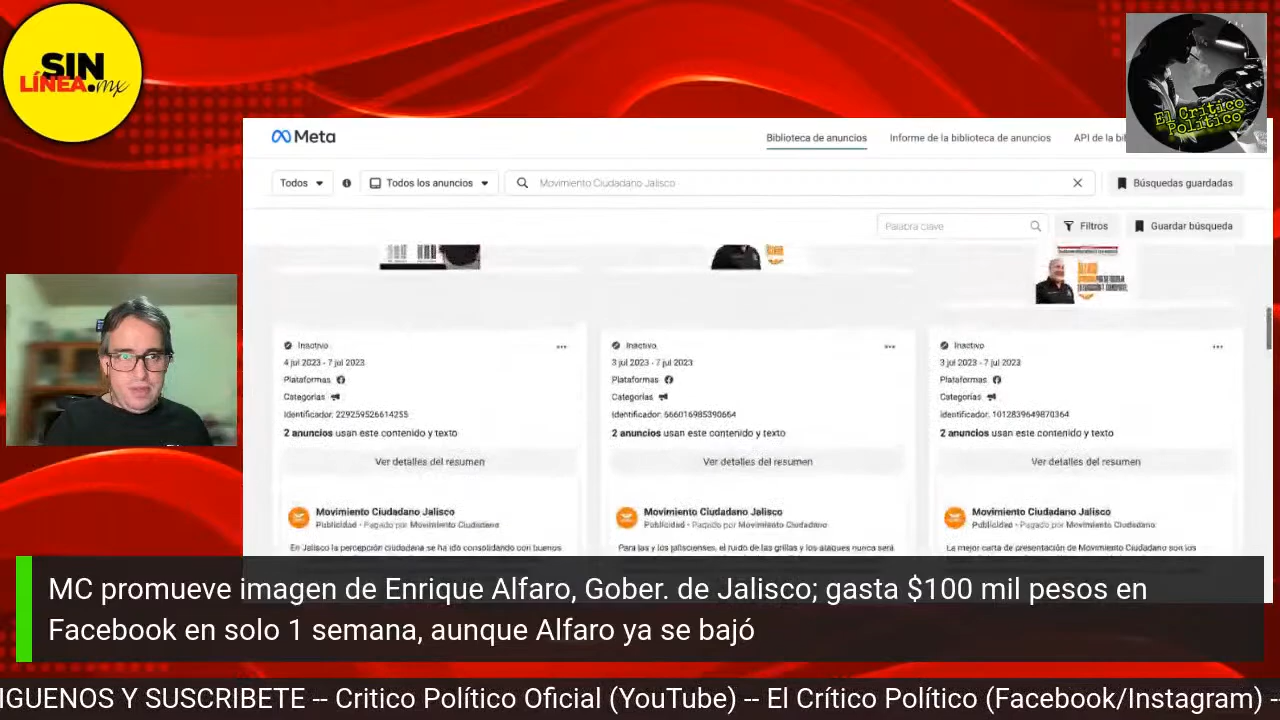 SIN
LÍNEA.mx
El Crítico
Político
Meta
Biblioteca de anuncios
Informe de la biblioteca de anuncios
API de la
Todos
Todos los anuncios
Movimiento Ciudadano Jalisco
Búsquedas guardadas
Palabra clave
Filtros
Guardar búsqueda
Inactivo
4 jul 2023 - 7 jul 2023
Plataformas
Categorías
Identificador: 229259526614255
2 anuncios usan este contenido y texto
Ver detalles del resumen
Movimiento Ciudadano Jalisco
Publicidad • Pagado por Movimiento Ciudadano
En Jalisco la percepción ciudadana se ha ido consolidando con buenos
Inactivo
3 jul 2023 - 7 jul 2023
Plataformas
Categorías
Identificador: 666016985390664
2 anuncios usan este contenido y texto
Ver detalles del resumen
Movimiento Ciudadano Jalisco
Publicidad • Pagado por Movimiento Ciudadano
Para las y los jaliscienses, el ruido de las grillas y los ataques nunca será
Inactivo
3 jul 2023 - 7 jul 2023
Plataformas
Categorías
Identificador: 1012839649870364
2 anuncios usan este contenido y texto
Ver detalles del resumen
Movimiento Ciudadano Jalisco
Publicidad • Pagado por Movimiento Ciudadano
La mejor carta de presentación de Movimiento Ciudadano son los
MC promueve imagen de Enrique Alfaro, Gober. de Jalisco; gasta $100 mil pesos en
Facebook en solo 1 semana, aunque Alfaro ya se bajó
IGUENOS Y SUSCRIBETE -- Critico Político Oficial (YouTube) -- El Crítico Político (Facebook/Instagram) -